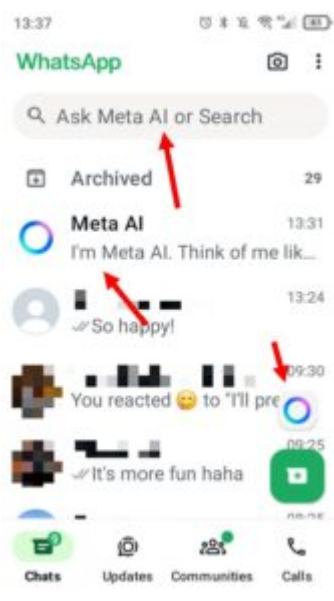 13:37
WhatsApp
Ask Meta AI or Search
Archived 29
Meta AI 13:31
I'm Meta AI. Think of me lik...
13:24
So happy!
09:30
You reacted 😄 to "I'll pre
09:25
It's more fun haha
Chats Updates Communities Calls